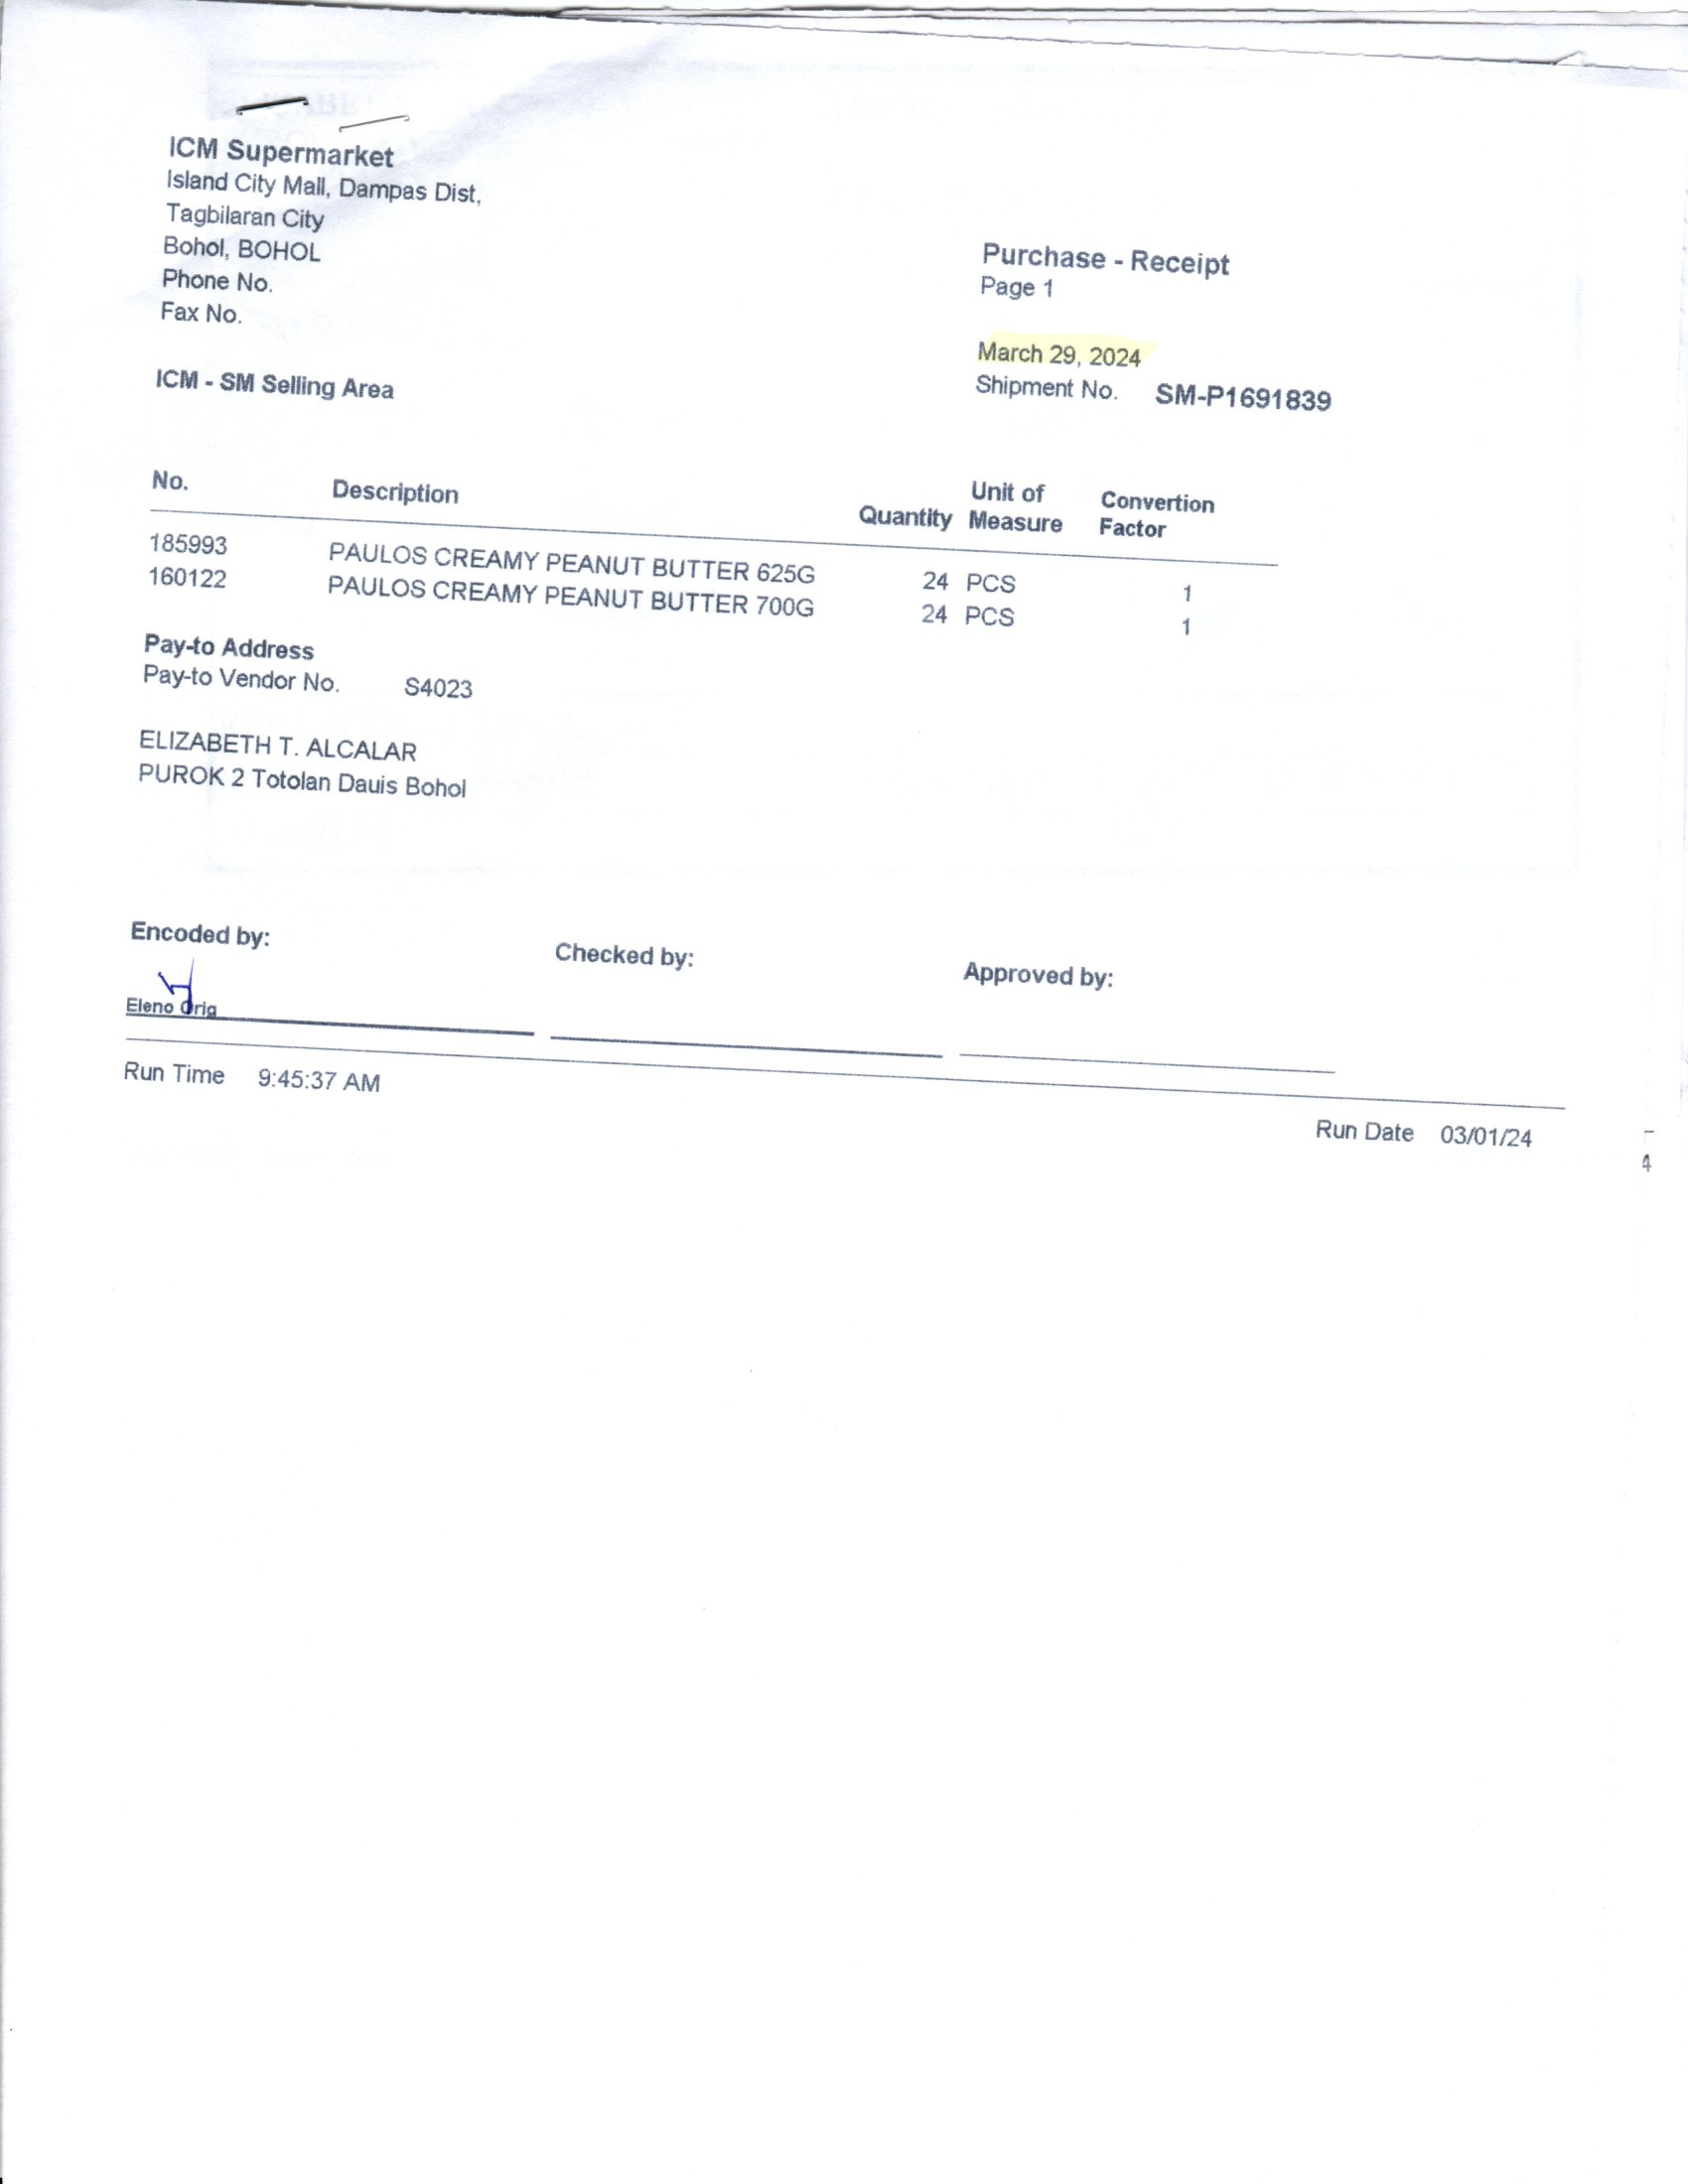 ICM Supermarket
Island City Mall, Dampas Dist,
Tagbilaran City
Bohol, BOHOL
Phone No.
Fax No.
Purchase - Receipt
Page 1
March 29, 2024
Shipment No. SM-P1691839
ICM - SM Selling Area
No. Description Quantity Unit of Measure Convertion Factor
185993 PAULOS CREAMY PEANUT BUTTER 625G 24 PCS 1
160122 PAULOS CREAMY PEANUT BUTTER 700G 24 PCS 1
Pay-to Address
Pay-to Vendor No. S4023
ELIZABETH T. ALCALAR
PUROK 2 Totolan Dauis Bohol
Encoded by: Checked by: Approved by:
Eleno Orig
Run Time 9:45:37 AM
Run Date 03/01/24
4